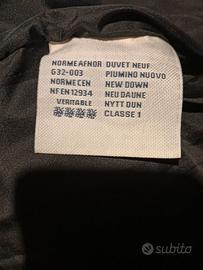 NORME AFNOR DUVET NEUF
G32-003 PIUMINO NUOVO
NORME CEN NEW DOWN
NF EN 12934 NEU DAUNE
VERITABLE NYTT DUN
CLASSE 1
subito